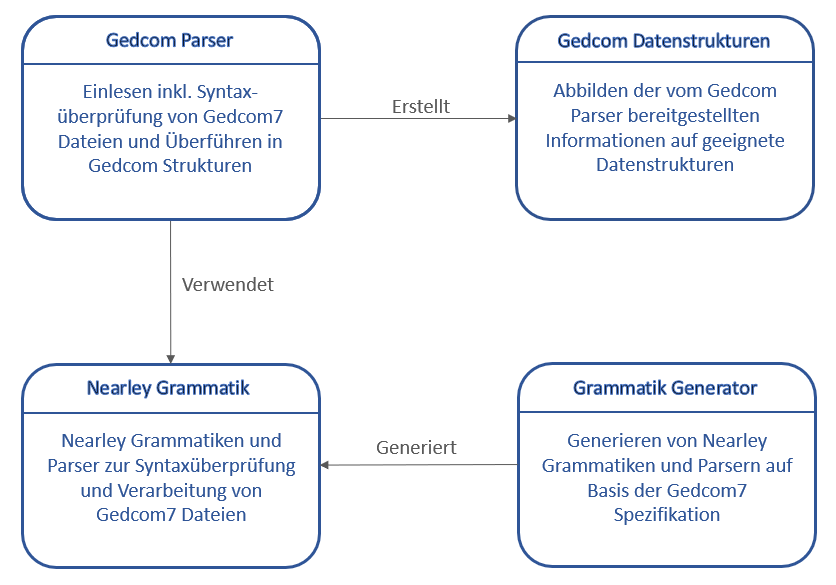 Gedcom Parser
Einlesen inkl. Syntax-
überprüfung von Gedcom7
Dateien und Überführen in
Gedcom Strukturen
Erstellt
Gedcom Datenstrukturen
Abbilden der vom Gedcom
Parser bereitgestellten
Informationen auf geeignete
Datenstrukturen
Verwendet
Nearley Grammatik
Nearley Grammatiken und
Parser zur Syntaxüberprüfung
und Verarbeitung von
Gedcom7 Dateien
Generiert
Grammatik Generator
Generieren von Nearley
Grammatiken und Parsern auf
Basis der Gedcom7
Spezifikation